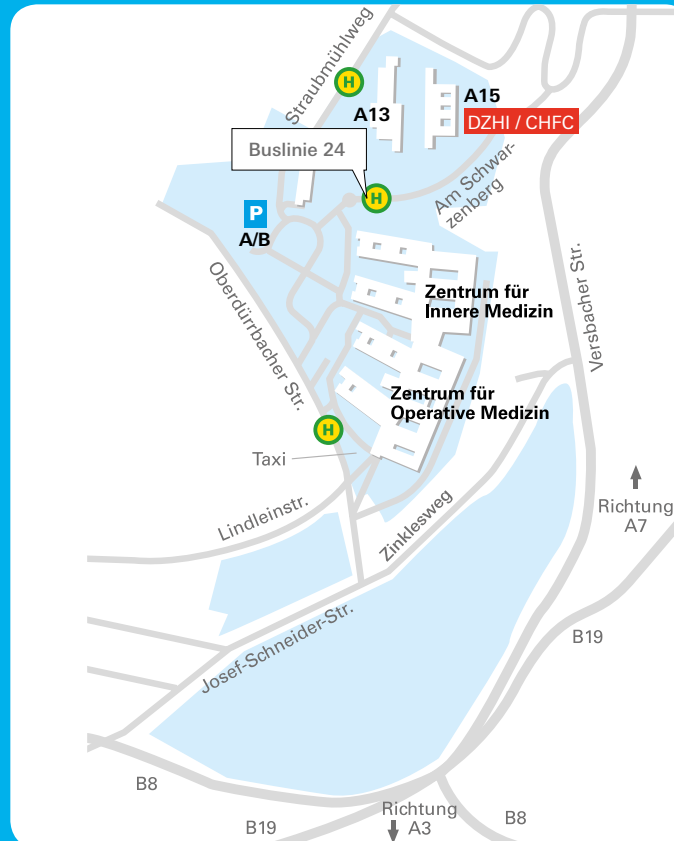 Straubmühlweg
H
A13
A15
DZHI / CHFC
Buslinie 24
H
Am Schwar-
zenberg
P
A/B
Oberdürrbacher Str.
Versbacher Str.
Zentrum für
Innere Medizin
Zentrum für
Operative Medizin
H
Taxi
Lindleinstr.
Zinklesweg
Richtung
A7
Josef-Schneider-Str.
B19
B8
Richtung
A3
B19
B8